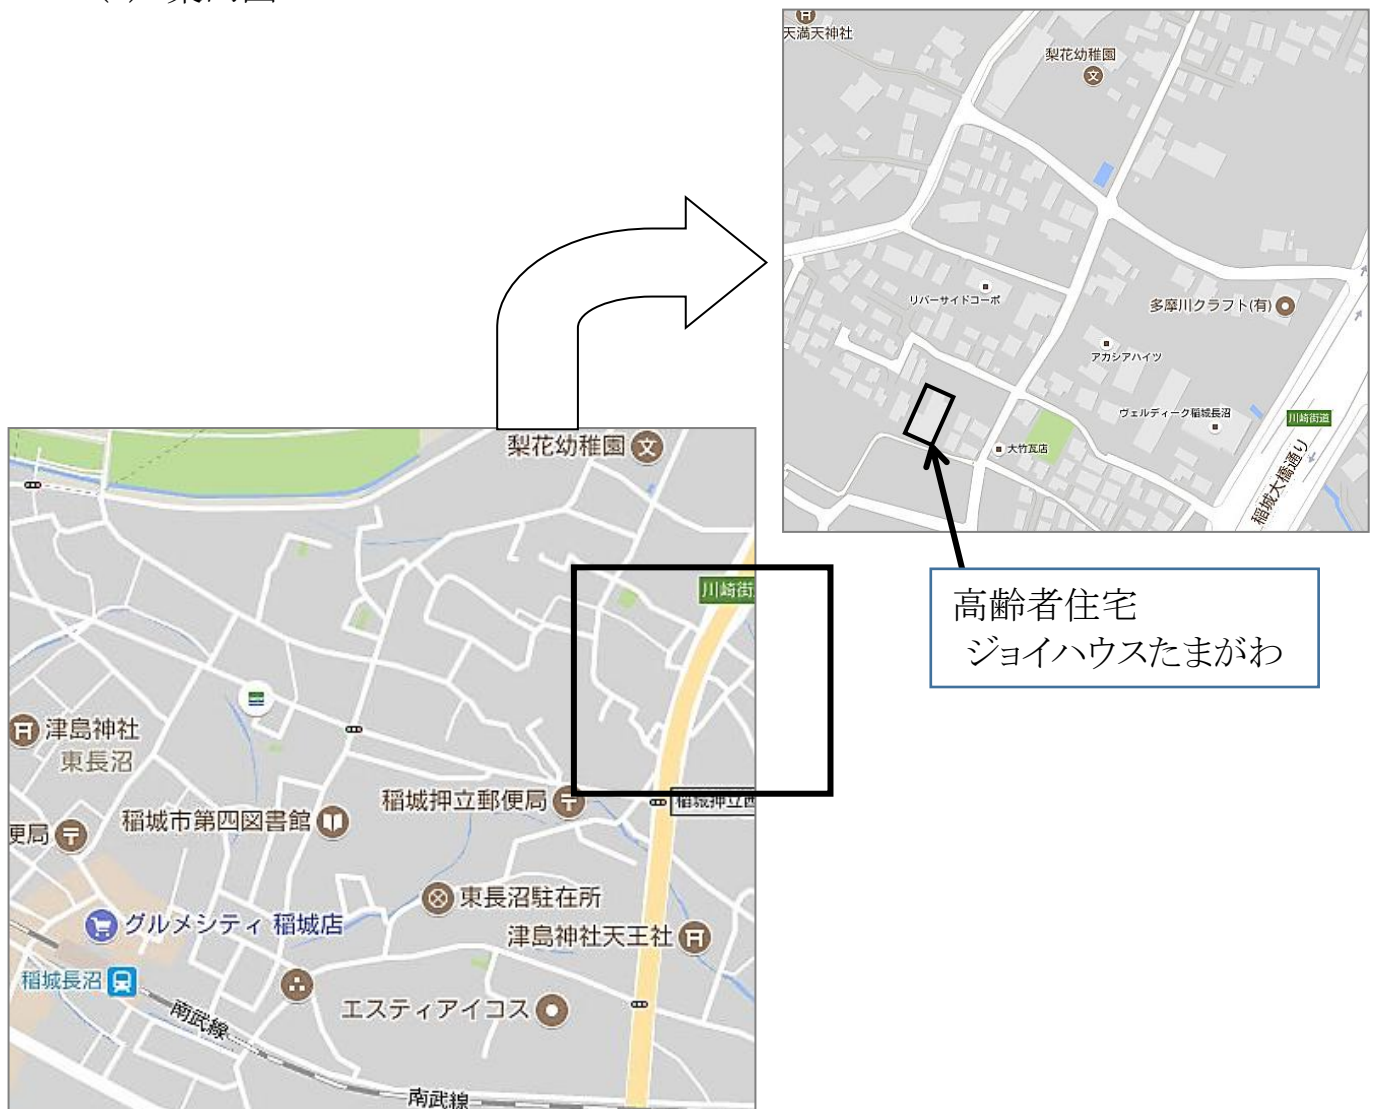 天満天神社
梨花幼稚園
リバーサイドコーポ
多摩川クラフト(有)
アカシアハイツ
ヴェルディーク稲城長沼
川崎街道
大竹瓦店
稲城大橋通り
高齢者住宅
ジョイハウスたまがわ
梨花幼稚園
川崎街
津島神社
東長沼
稲城押立郵便局
稲城市第四図書館
便局
東長沼駐在所
グルメシティ 稲城店
津島神社天王社
稲城長沼
エスティアイコス
南武線
南武線